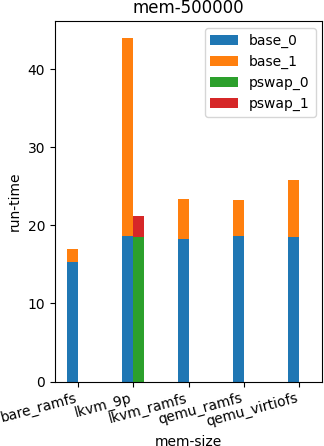 mem-500000
base_0
base_1
pswap_0
pswap_1
run-time
40
30
20
10
0
bare_ramfs
lkvm_9p
lkvm_ramfs
qemu_ramfs
qemu_virtiofs
mem-size